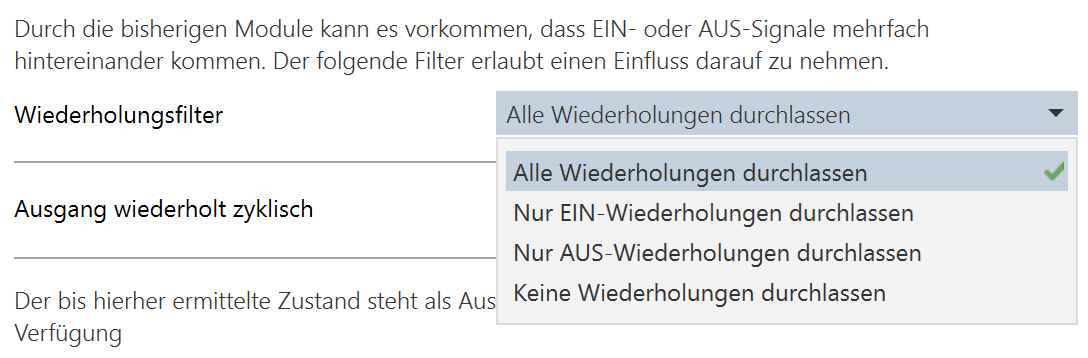 Durch die bisherigen Module kann es vorkommen, dass EIN- oder AUS-Signale mehrfach
hintereinander kommen. Der folgende Filter erlaubt einen Einfluss darauf zu nehmen.
Wiederholungsfilter
Alle Wiederholungen durchlassen
Alle Wiederholungen durchlassen
Nur EIN-Wiederholungen durchlassen
Nur AUS-Wiederholungen durchlassen
Keine Wiederholungen durchlassen
Ausgang wiederholt zyklisch
Der bis hierher ermittelte Zustand steht als Aus
Verfügung